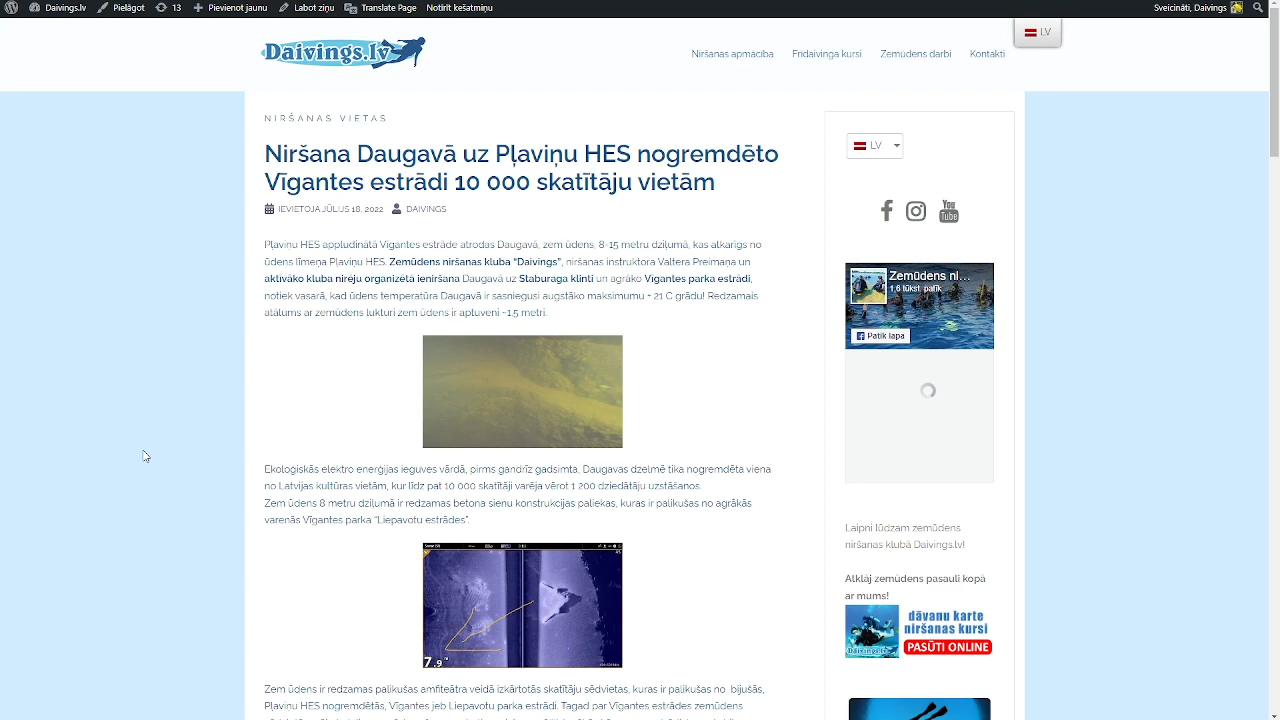 Daivings.lv Pielāgot 13 Pievienot jaunu Labot ziņu Translate Page Notīrīt kestmiņu Sveicināti, Daivings
Daivings.lv
Niršanas apmācība Frīdaivinga kursi Zemūdens darbi Kontakti
LV
NIRŠANAS VIETAS
Niršana Daugavā uz Pļaviņu HES nogremdēto
Vīgantes estrādi 10 000 skatītāju vietām
IEVIETOJA JŪLIJS 18, 2022 DAIVINGS
Pļaviņu HES appludinātā Vīgantes estrāde atrodas Daugavā, zem ūdens, 8-15 metru dziļumā, kas atkarīgs no
ūdens līmeņa Pļaviņu HES. Zemūdens niršanas kluba “Daivings”, niršanas instruktora Valtera Preimaņa un
aktīvāko kluba nirēju organizētā ieniršana Daugavā uz Staburaga klinti un agrāko Vīgantes parka estrādi,
notiek vasarā, kad ūdens temperatūra Daugavā ir sasniegusi augstāko maksimumu + 21 C grādu! Redzamais
attālums ar zemūdens lukturi zem ūdens ir aptuveni ~1,5 metri.
Ekoloģiskās elektro enerģijas ieguves vārdā, pirms gandrīz gadsimta, Daugavas dzelmē tika nogremdēta viena
no Latvijas kultūras vietām, kur līdz pat 10 000 skatītāji varēja vērot 1 200 dziedātāju uzstāšanos.
Zem ūdens 8 metru dziļumā ir redzamas betona sienu konstrukcijas paliekas, kuras ir palikušas no agrākās
varenās Vīgantes parka “Liepavotu estrādes”.
7.9
Zem ūdens ir redzamas palikušas amfiteātra veidā izkārtotās skatītāju sēdvietas, kuras ir palikušas no bijušās,
Pļaviņu HES nogremdētās, Vīgantes jeb Liepavotu parka estrādi. Tagad par Vīgantes estrādes zemūdens
LV
You
Tube
Zemūdens ni...
1,6 tūkst. patīk
Patīk lapa
Laipni lūdzam zemūdens
niršanas klubā Daivings.lv!
Atklāj zemūdens pasauli kopā
ar mums!
dāvanu karte
niršanas kursi
Daivings.lv
PASŪTI ONLINE